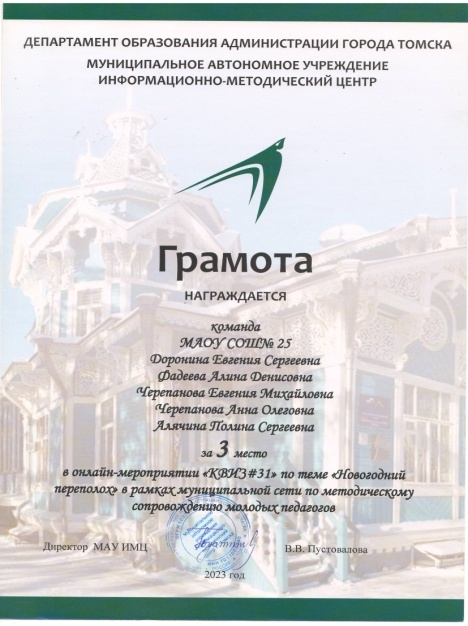 ДЕПАРТАМЕНТ ОБРАЗОВАНИЯ АДМИНИСТРАЦИИ ГОРОДА ТОМСКА
МУНИЦИПАЛЬНОЕ АВТОНОМНОЕ УЧРЕЖДЕНИЕ
ИНФОРМАЦИОННО-МЕТОДИЧЕСКИЙ ЦЕНТР
Грамота
НАГРАЖДАЕТСЯ
команда
МАОУ СОШ№ 25
Доронина Евгения Сергеевна
Фадеева Алина Денисовна
Черепанова Евгения Михайловна
Черепанова Анна Олеговна
Алячина Полина Сергеевна
за 3 место
в онлайн-мероприятии «КВИЗ#31» по теме «Новогодний
переполох» в рамках муниципальной сети по методическому
сопровождению молодых педагогов
Директор МАУ ИМЦ В.В. Пустовалова
2023 год